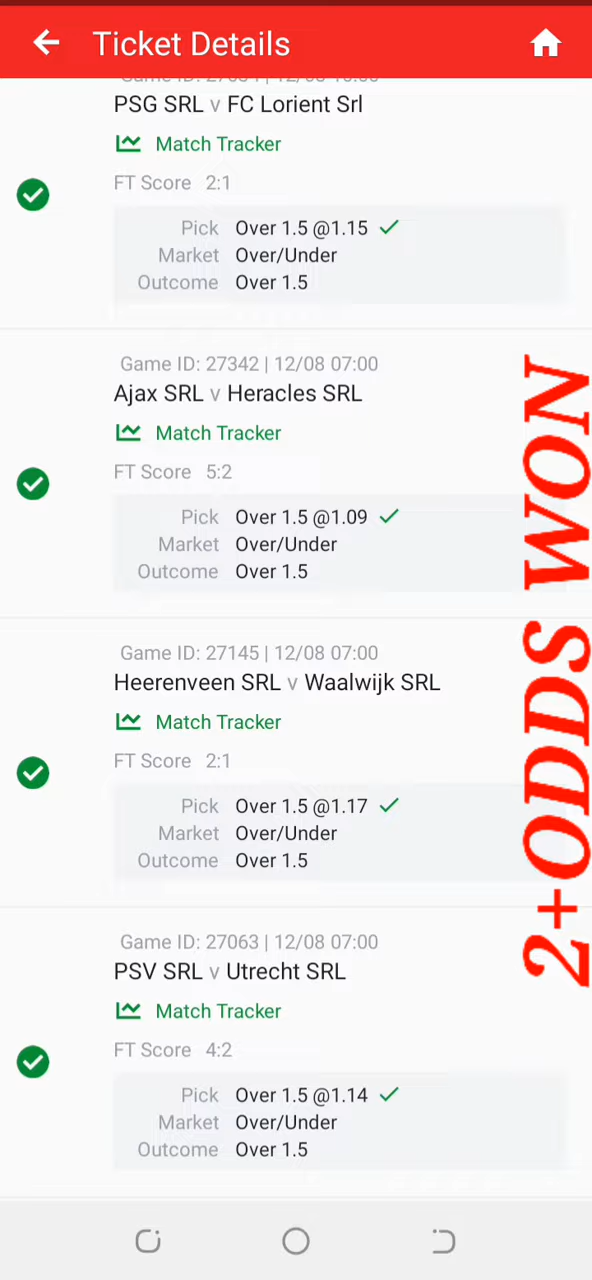 Ticket Details
PSG SRL v FC Lorient Srl
Match Tracker
FT Score 2:1
Pick Over 1.5 @1.15
Market Over/Under
Outcome Over 1.5
Game ID: 27342 | 12/08 07:00
Ajax SRL v Heracles SRL
Match Tracker
FT Score 5:2
Pick Over 1.5 @1.09
Market Over/Under
Outcome Over 1.5
Game ID: 27145 | 12/08 07:00
Heerenveen SRL v Waalwijk SRL
Match Tracker
FT Score 2:1
Pick Over 1.5 @1.17
Market Over/Under
Outcome Over 1.5
Game ID: 27063 | 12/08 07:00
PSV SRL v Utrecht SRL
Match Tracker
FT Score 4:2
Pick Over 1.5 @1.14
Market Over/Under
Outcome Over 1.5
2+ODDS WON